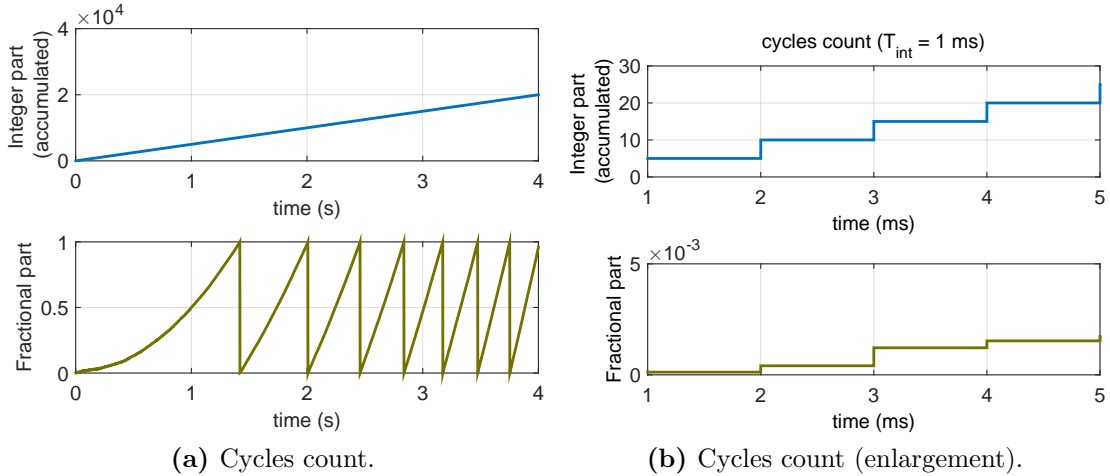 ×10⁴
4
2
0
Integer part
(accumulated)
0 1 2 3 4
time (s)
1
0.5
0
Fractional part
0 1 2 3 4
time (s)
(a) Cycles count.
cycles count (T_int = 1 ms)
30
20
10
0
Integer part
(accumulated)
1 2 3 4 5
time (ms)
×10⁻³
5
0
Fractional part
1 2 3 4 5
time (ms)
(b) Cycles count (enlargement).